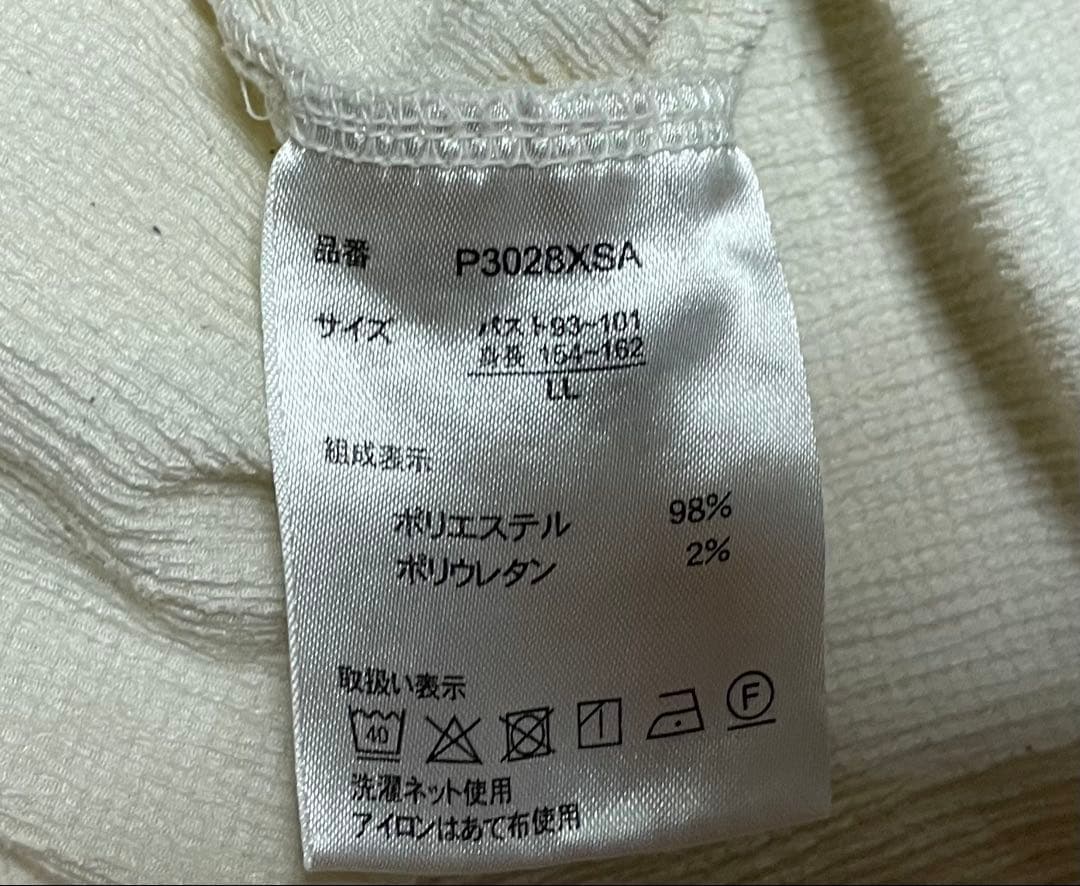 品番 P3028XSA
サイズ バスト93~101
身長 154~162
LL
組成表示
ポリエステル 98%
ポリウレタン 2%
取扱い表示
40 F
洗濯ネット使用
アイロンはあて布使用